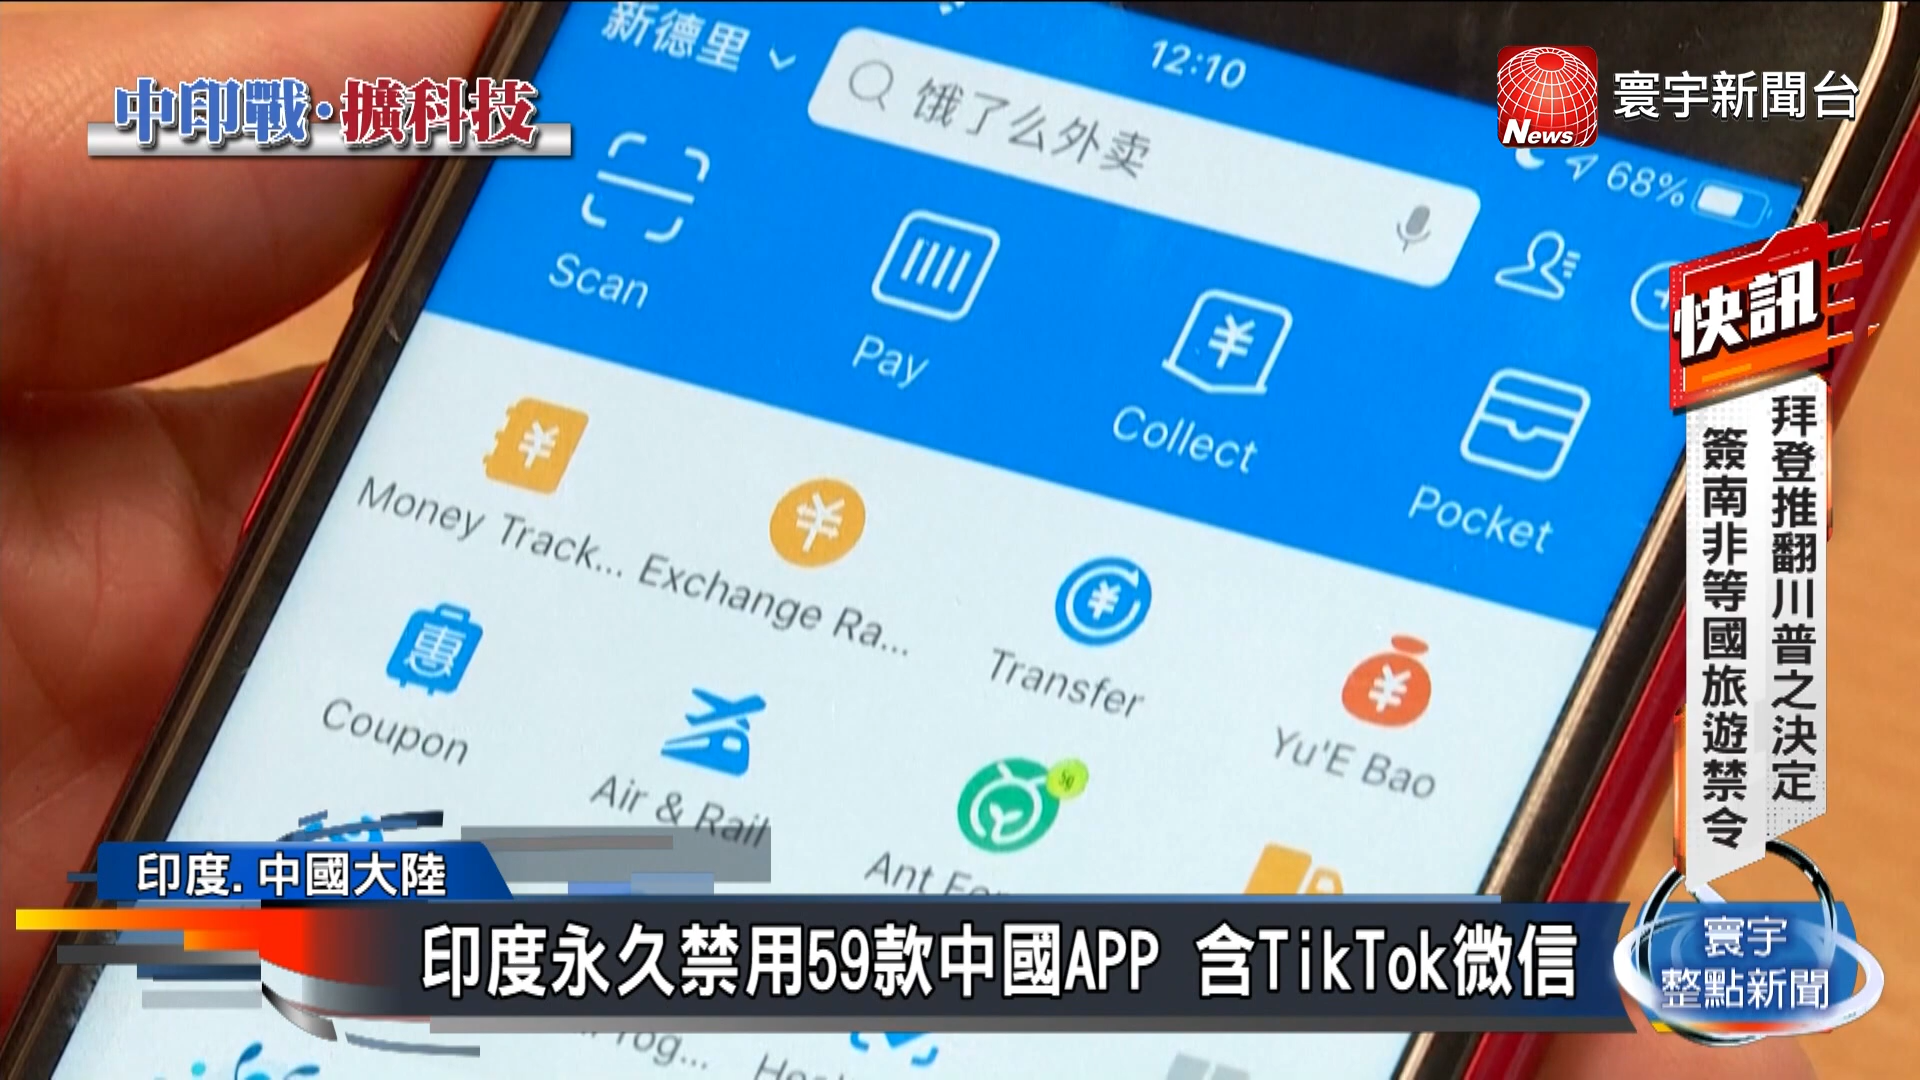 新德里
12:10
饿了么外卖
68%
中印戰·擴科技
News
寰宇新聞台
Scan
Pay
Collect
Pocket
快訊
拜登推翻川普之決定
簽南非等國旅遊禁令
Money Track...
Exchange Ra...
Transfer
Yu'E Bao
惠
Coupon
Air & Rail
5g
印度.中國大陸
印度永久禁用59款中國APP 含TikTok微信
寰宇
整點新聞